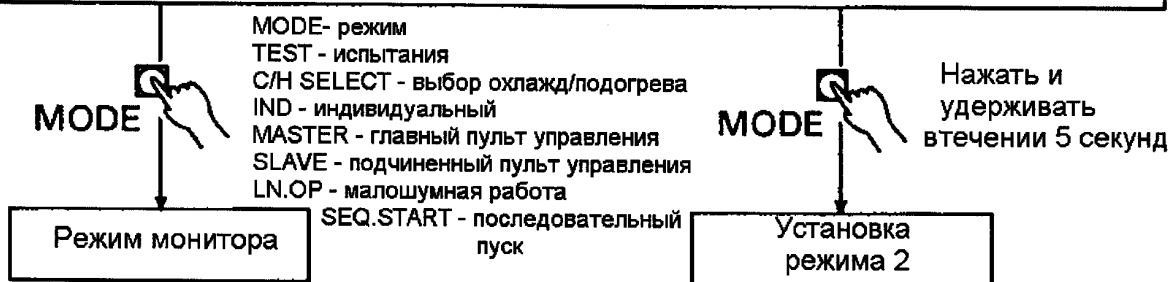 MODE- режим
TEST - испытания
C/H SELECT - выбор охлажд/подогрева
IND - индивидуальный
MASTER - главный пульт управления
SLAVE - подчиненный пульт управления
LN.OP - малошумная работа
SEQ.START - последовательный
пуск
MODE
Режим монитора
MODE
Нажать и
удерживать
втечении 5 секунд
Установка
режима 2